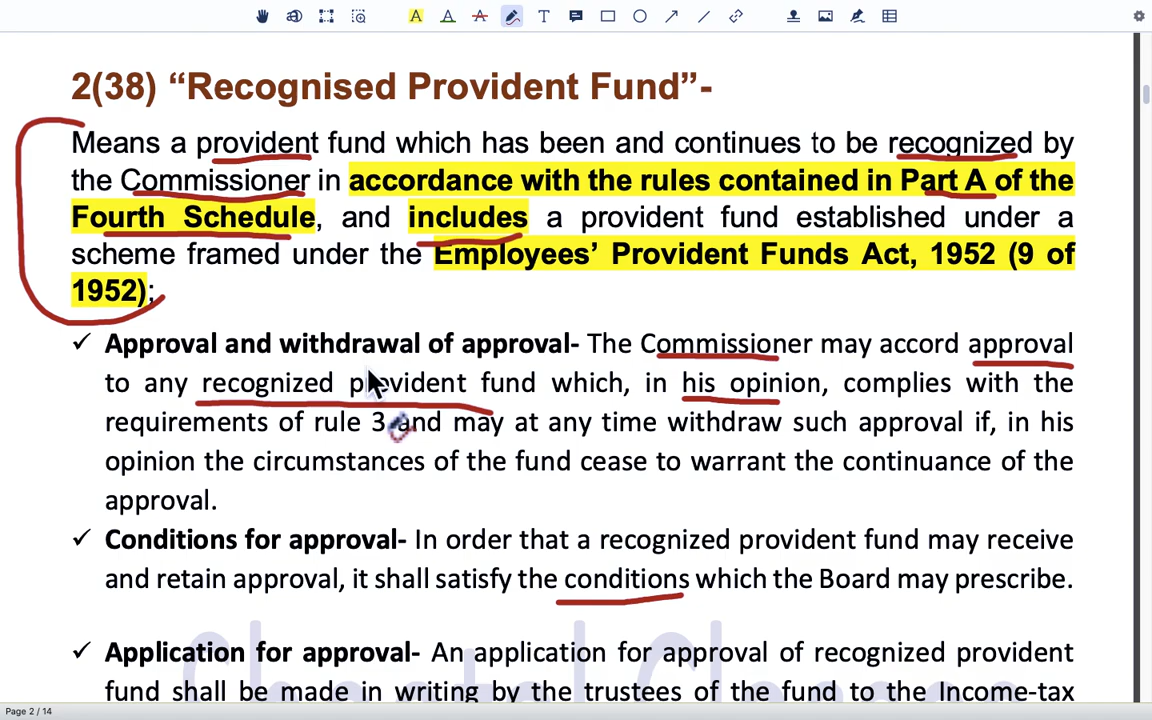 2(38) “Recognised Provident Fund”-
Means a provident fund which has been and continues to be recognized by
the Commissioner in accordance with the rules contained in Part A of the
Fourth Schedule, and includes a provident fund established under a
scheme framed under the Employees’ Provident Funds Act, 1952 (9 of
1952);
✓ Approval and withdrawal of approval- The Commissioner may accord approval
to any recognized provident fund which, in his opinion, complies with the
requirements of rule 3 and may at any time withdraw such approval if, in his
opinion the circumstances of the fund cease to warrant the continuance of the
approval.
✓ Conditions for approval- In order that a recognized provident fund may receive
and retain approval, it shall satisfy the conditions which the Board may prescribe.
✓ Application for approval- An application for approval of recognized provident
fund shall be made in writing by the trustees of the fund to the Income-tax
Page 2 / 14